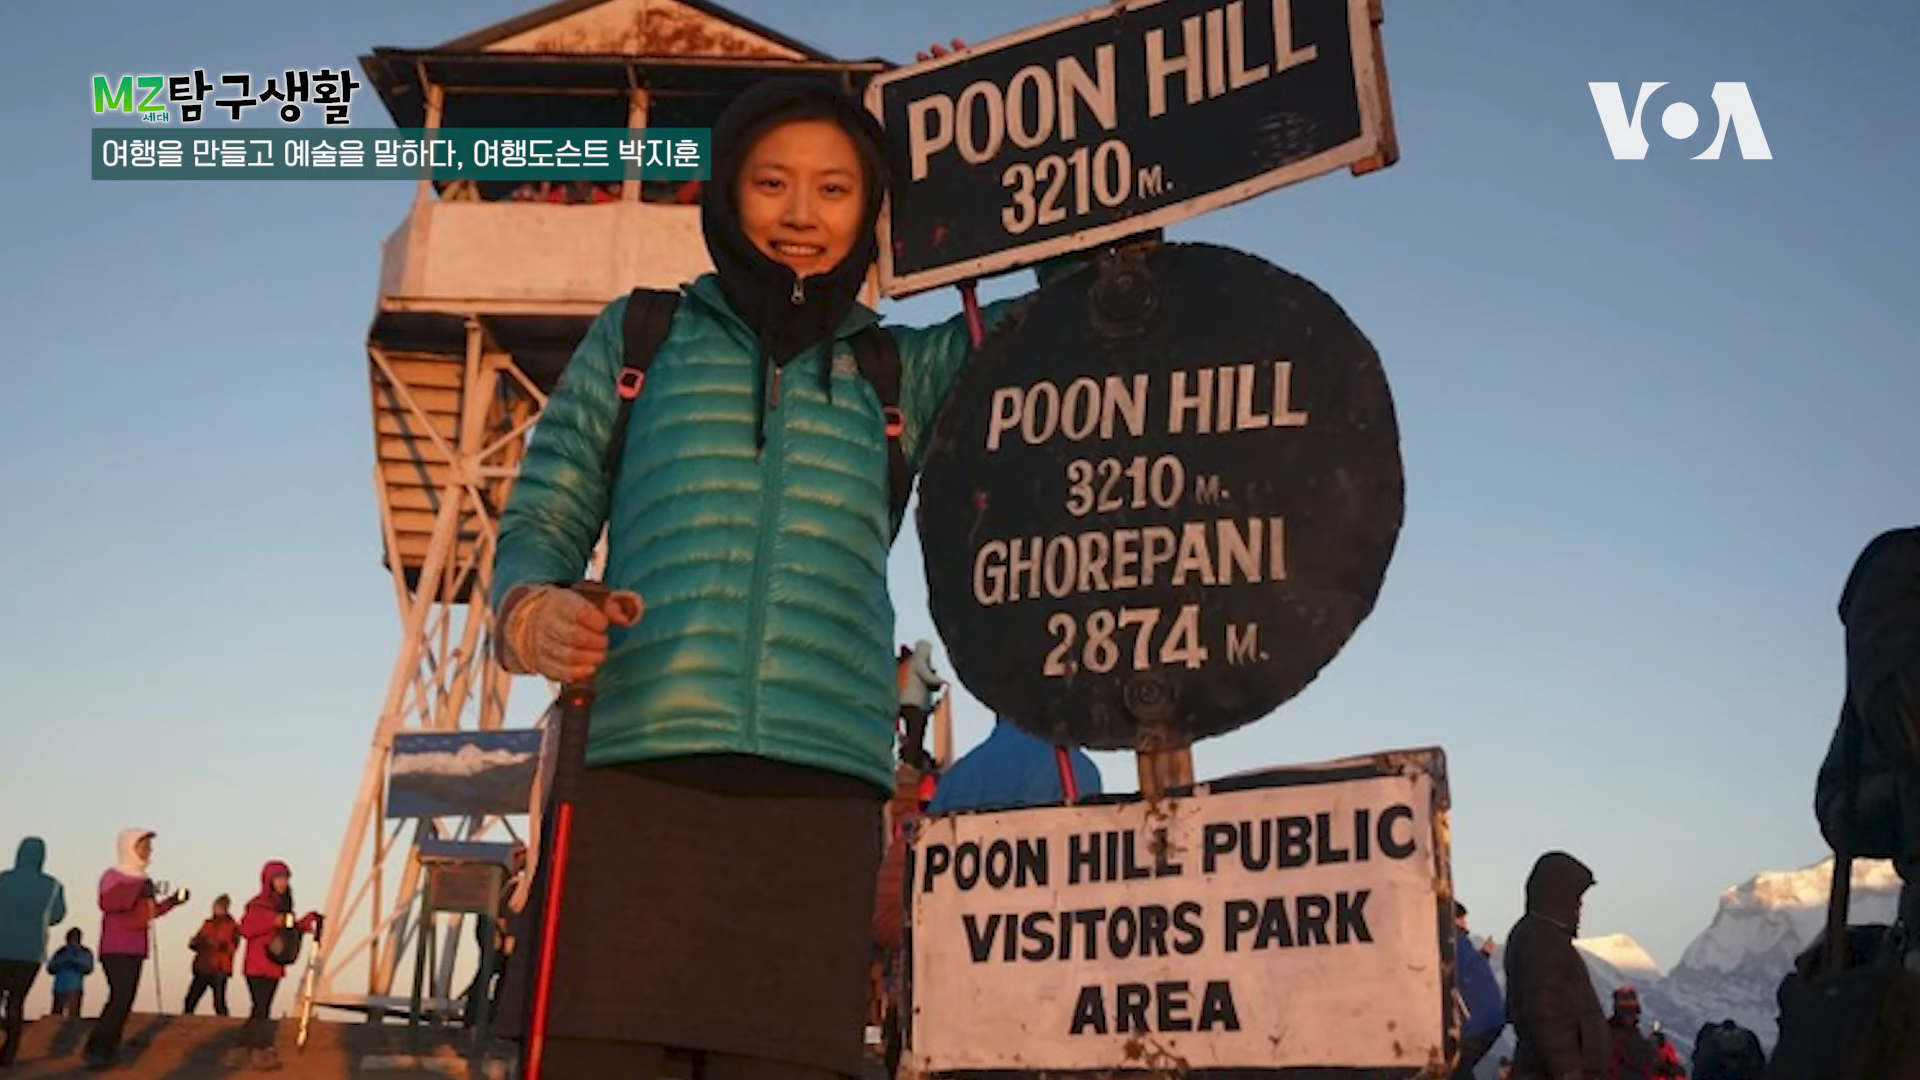 MZ세대탐구생활
여행을 만들고 예술을 말하다, 여행도슨트 박지훈
VOA
POON HILL
3210 M.
POON HILL
3210 M.
GHOREPANI
2874 M.
POON HILL PUBLIC
VISITORS PARK
AREA